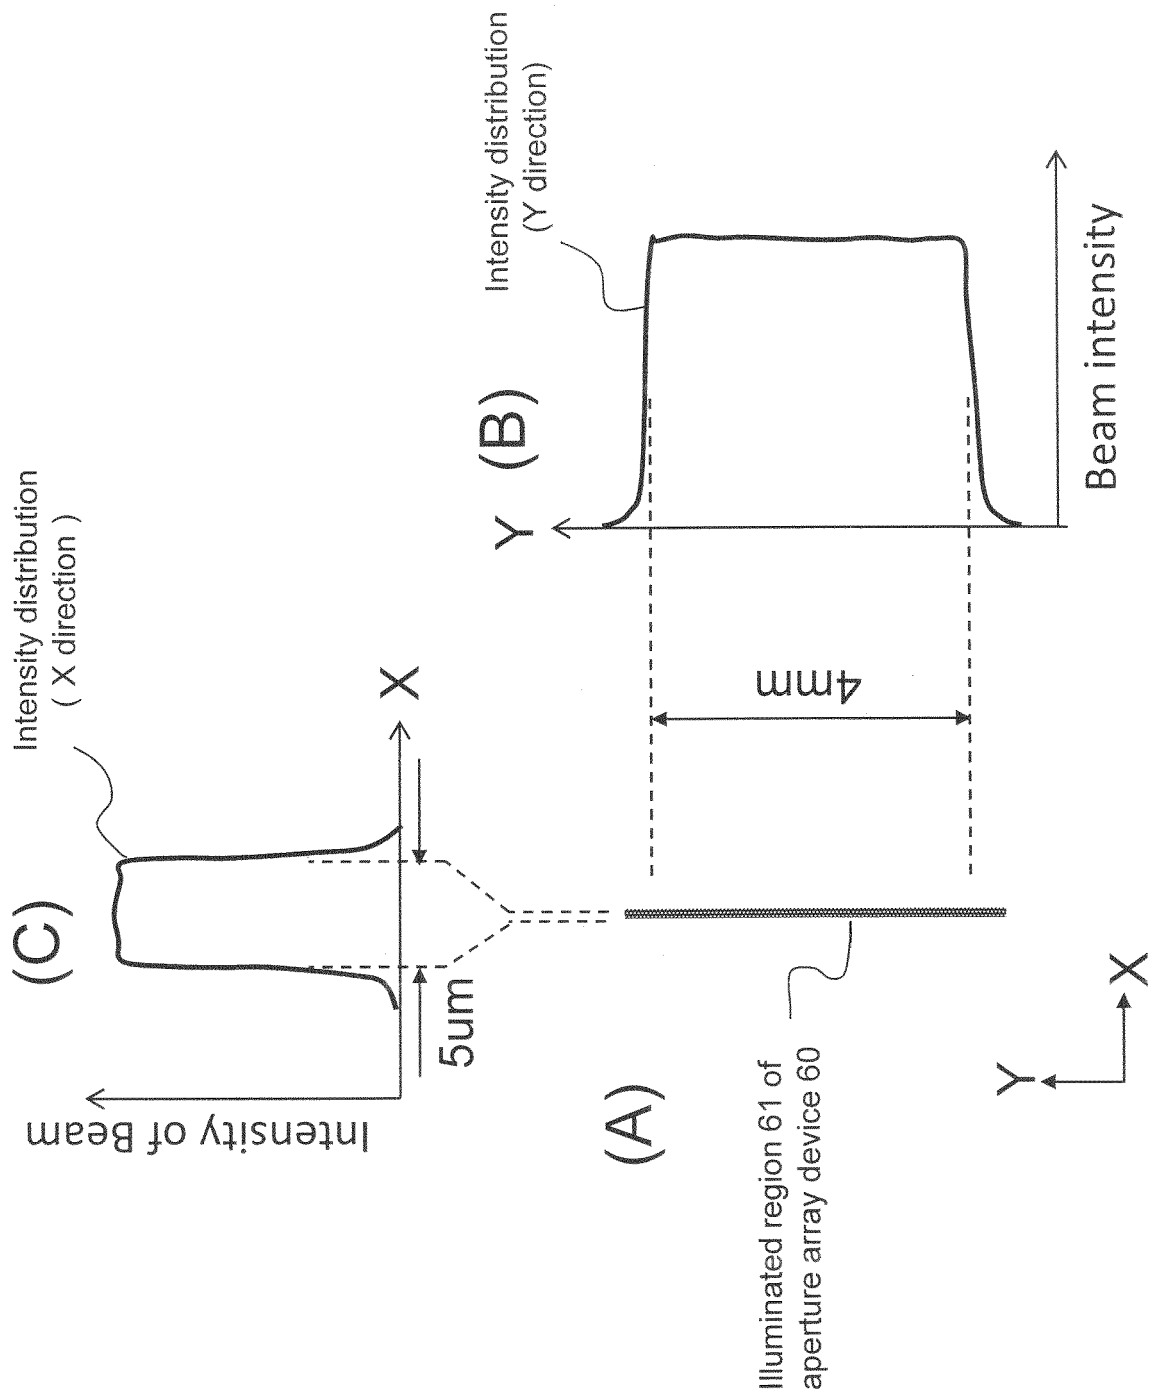 (C)
Intensity distribution
( X direction )
Intensity of Beam
X
5um
(B)
Intensity distribution
(Y direction)
Y
Beam intensity
4mm
(A)
Illuminated region 61 of
aperture array device 60
Y
X